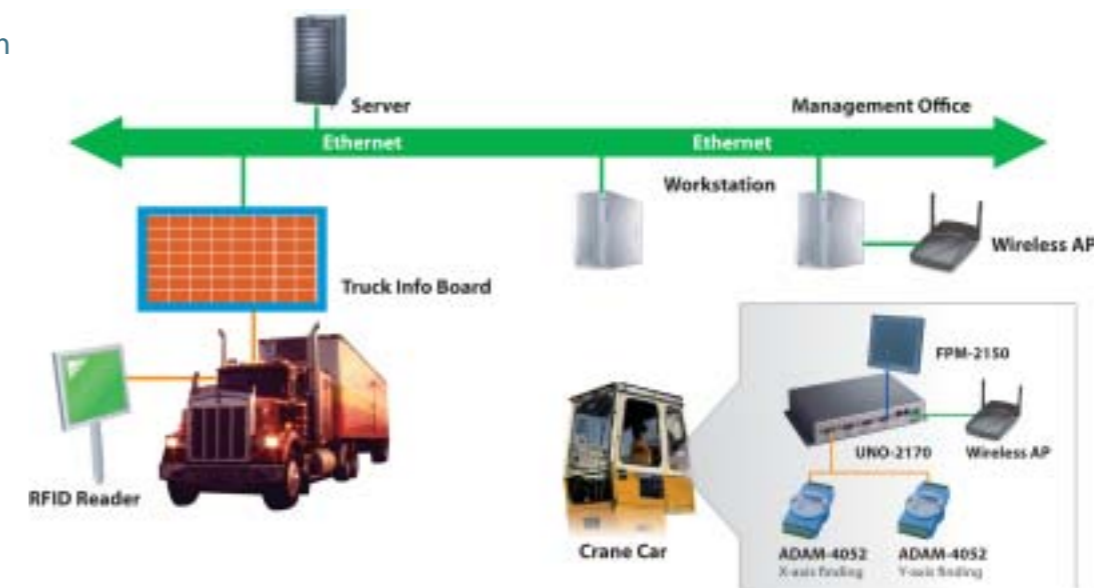 n
Server
Management Office
Ethernet Ethernet
Workstation
Wireless AP
Truck Info Board
FPM-2150
UNO-2170
Wireless AP
RFID Reader
Crane Car
ADAM-4052
X-axis finding
ADAM-4052
Y-axis finding